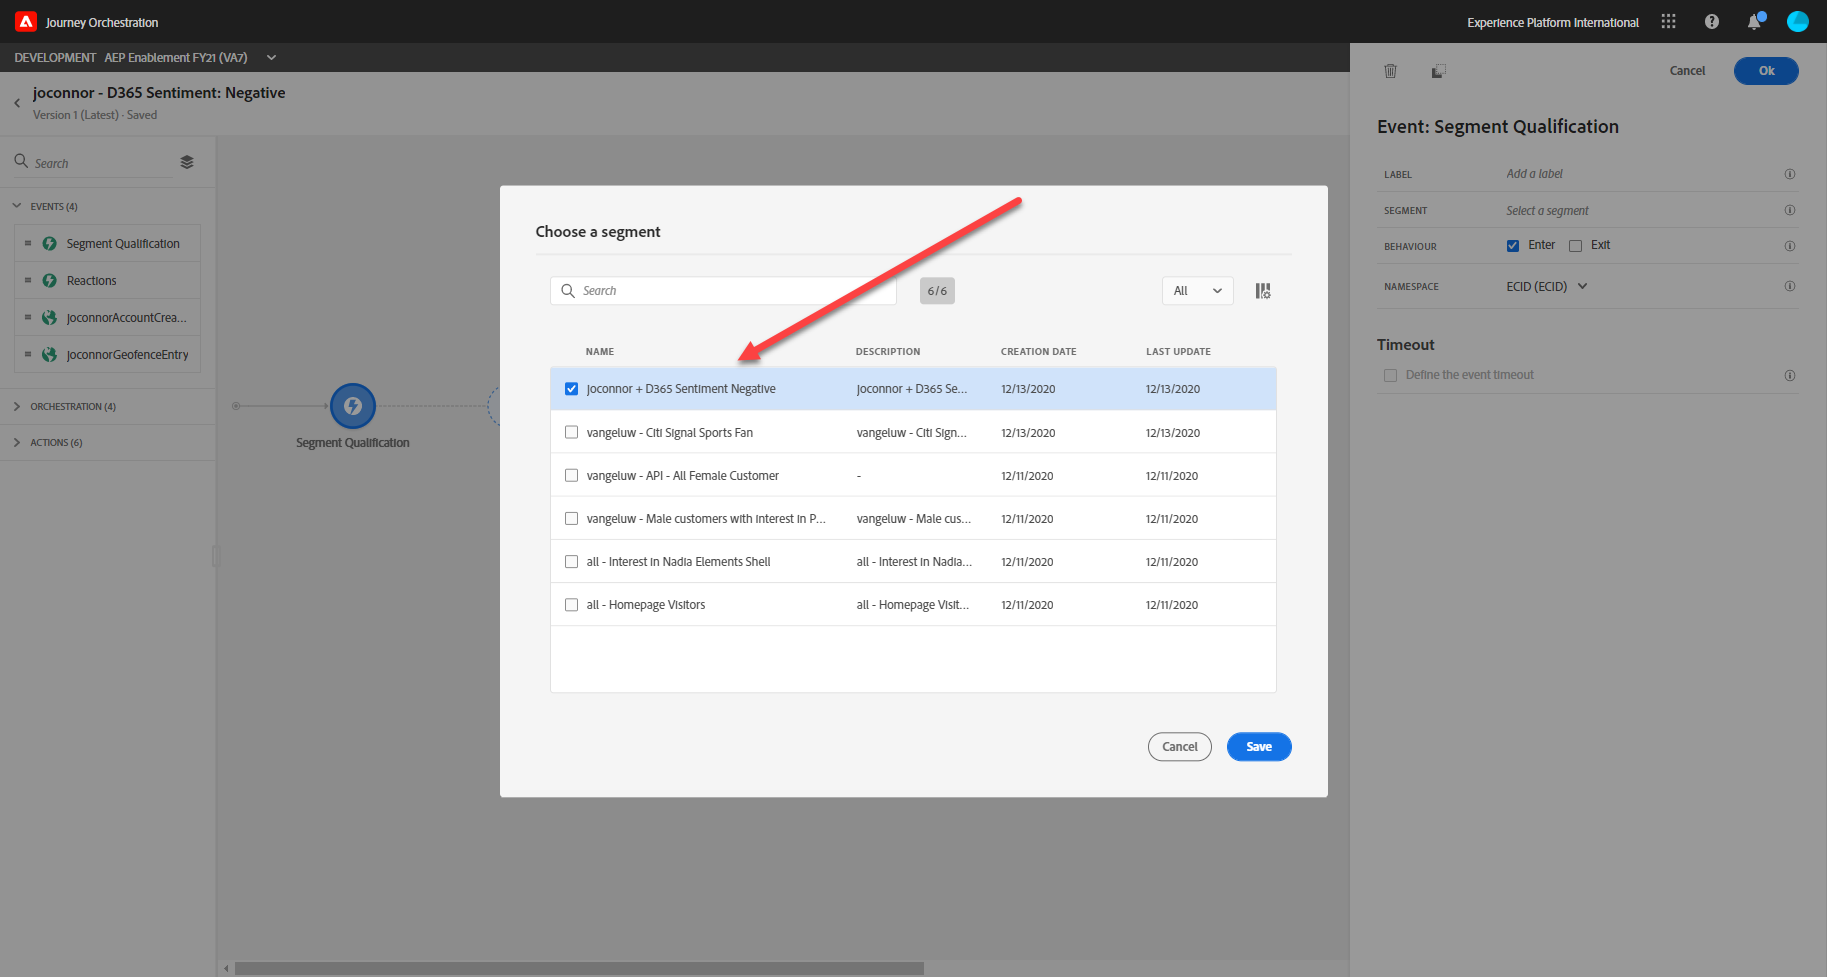 Journey Orchestration
Experience Platform International
DEVELOPMENT AEP Enablement FY21 (VA7)
joconnor - D365 Sentiment: Negative
Version 1 (Latest) · Saved
Search
EVENTS (4)
Segment Qualification
Reactions
joconnorAccountCrea...
joconnorGeofenceEntry
ORCHESTRATION (4)
ACTIONS (6)
Segment Qualification
Choose a segment
Search
6/6
All
NAME DESCRIPTION CREATION DATE LAST UPDATE
joconnor + D365 Sentiment Negative joconnor + D365 Se... 12/13/2020 12/13/2020
vangeluw - Citi Signal Sports Fan vangeluw - Citi Sign... 12/13/2020 12/13/2020
vangeluw - API - All Female Customer - 12/11/2020 12/11/2020
vangeluw - Male customers with interest in P... vangeluw - Male cus... 12/11/2020 12/11/2020
all - Interest in Nadia Elements Shell all - Interest in Nadia... 12/11/2020 12/11/2020
all - Homepage Visitors all - Homepage Visit... 12/11/2020 12/11/2020
Cancel Save
Cancel Ok
Event: Segment Qualification
LABEL Add a label
SEGMENT Select a segment
BEHAVIOUR Enter Exit
NAMESPACE ECID (ECID)
Timeout
Define the event timeout